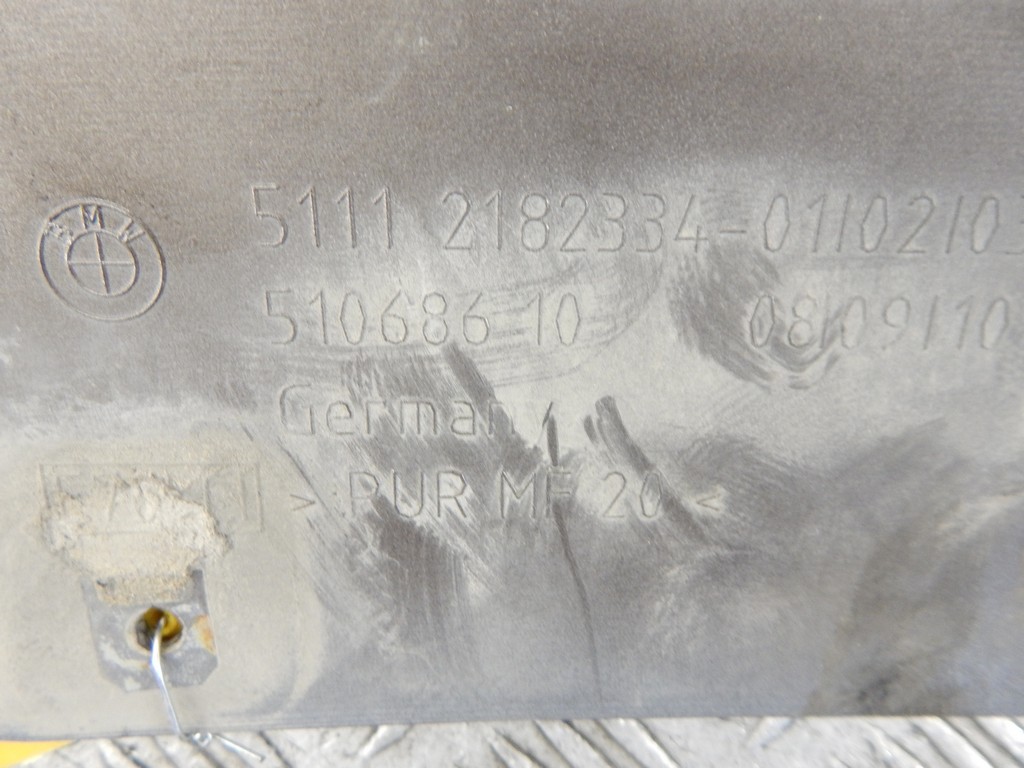 BMW
5111 2182334-01/02/03
510686 10 08/09/10
Germany
> PUR MF 20 <